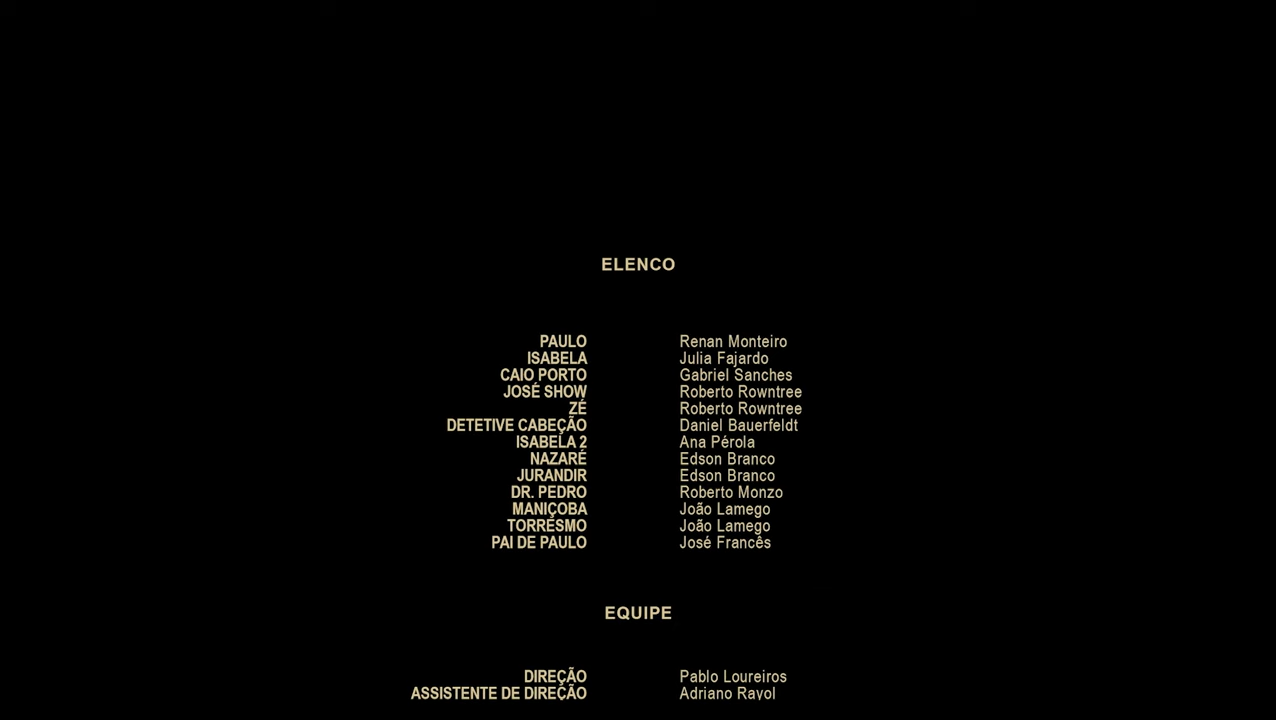 ELENCO
PAULO Renan Monteiro
ISABELA Julia Fajardo
CAIO PORTO Gabriel Sanches
JOSÉ SHOW Roberto Rowntree
ZÉ Roberto Rowntree
DETETIVE CABEÇÃO Daniel Bauerfeldt
ISABELA 2 Ana Pérola
NAZARÉ Edson Branco
JURANDIR Edson Branco
DR. PEDRO Roberto Monzo
MANIÇOBA João Lamego
TORRESMO João Lamego
PAI DE PAULO José Francês
EQUIPE
DIREÇÃO Pablo Loureiros
ASSISTENTE DE DIREÇÃO Adriano Rayol